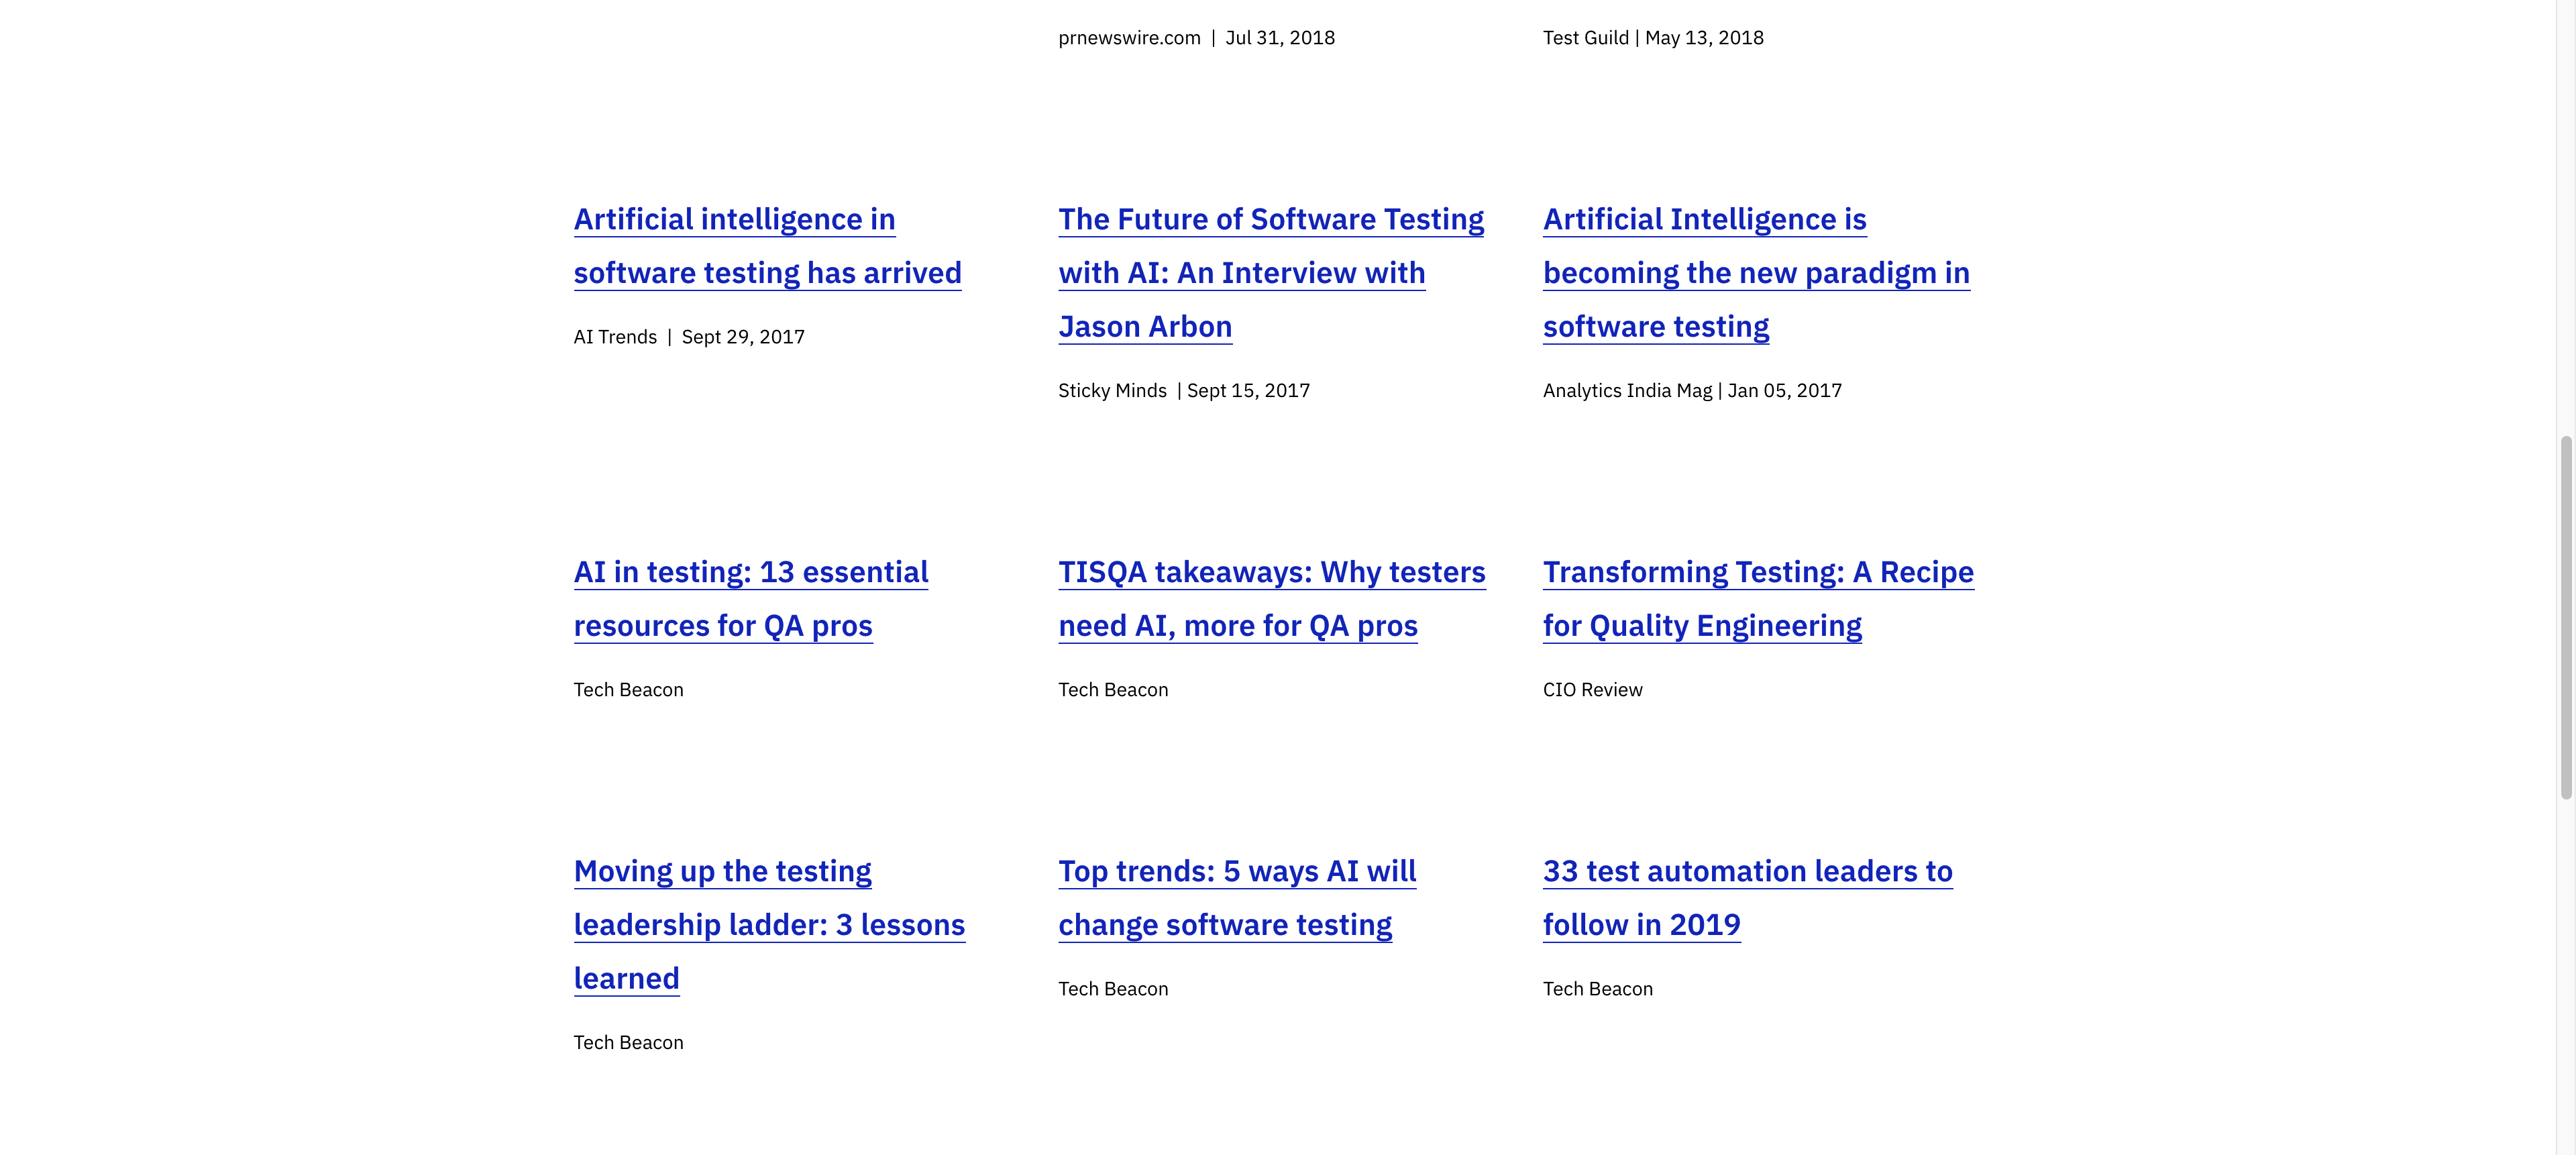 prnewswire.com | Jul 31, 2018
Test Guild | May 13, 2018
Artificial intelligence in
software testing has arrived
AI Trends | Sept 29, 2017
The Future of Software Testing
with AI: An Interview with
Jason Arbon
Sticky Minds | Sept 15, 2017
Artificial Intelligence is
becoming the new paradigm in
software testing
Analytics India Mag | Jan 05, 2017
AI in testing: 13 essential
resources for QA pros
Tech Beacon
TISQA takeaways: Why testers
need AI, more for QA pros
Tech Beacon
Transforming Testing: A Recipe
for Quality Engineering
CIO Review
Moving up the testing
leadership ladder: 3 lessons
learned
Tech Beacon
Top trends: 5 ways AI will
change software testing
Tech Beacon
33 test automation leaders to
follow in 2019
Tech Beacon